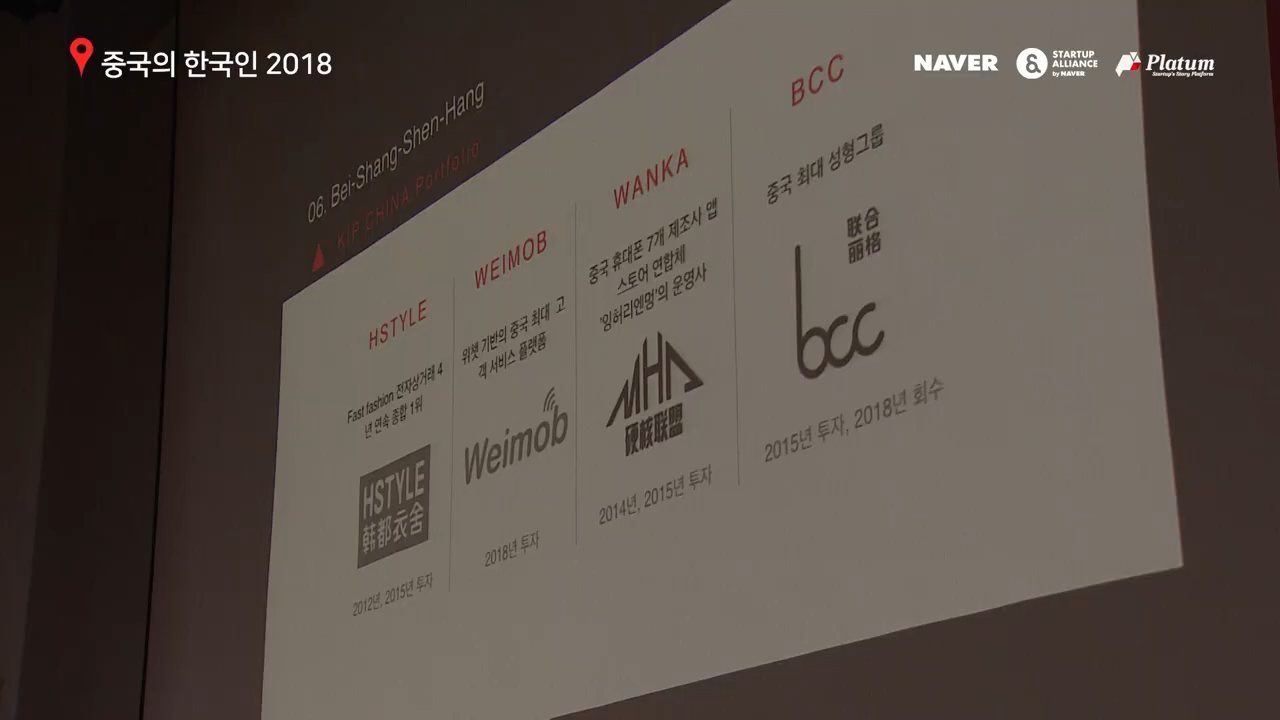 중국의 한국인 2018
NAVER
&
STARTUP
ALLIANCE
by NAVER
Platum
Startup's Story Platform
06. Bei-Shang-Shen-Hang
KIP CHINA Portfolio
HSTYLE
Fast fashion 전자상거래 4
년 연속 종합 1위
HSTYLE
韩都衣舍
2012년, 2015년 투자
WEIMOB
위챗 기반의 중국 최대 고
객 서비스 플랫폼
Weimob
2018년 투자
WANKA
중국 휴대폰 7개 제조사 앱
스토어 연합체
'잉허리엔멍'의 운영사
MHA
硬核联盟
2014년, 2015년 투자
BCC
중국 최대 성형그룹
联合
丽格
bcc
2015년 투자, 2018년 회수